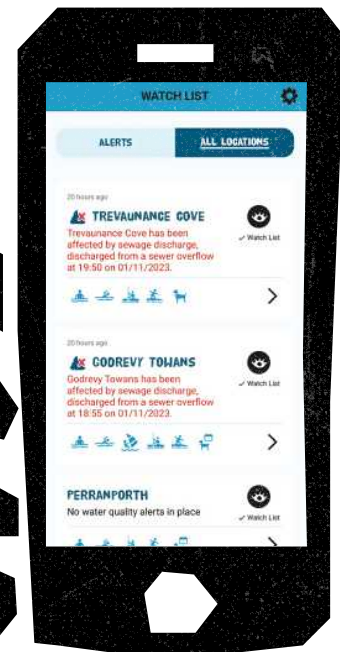 WATCH LIST
ALERTS
ALL LOCATIONS
20 hours ago
TREVAUNANCE COVE
Trevaunance Cove has been
affected by sewage discharge,
discharged from a sewer overflow
at 19:50 on 01/11/2023.
✓ Watch List
20 hours ago
GODREVY TOWANS
Godrevy Towans has been
affected by sewage discharge,
discharged from a sewer overflow
at 18:55 on 01/11/2023.
✓ Watch List
PERRANPORTH
No water quality alerts in place
✓ Watch List